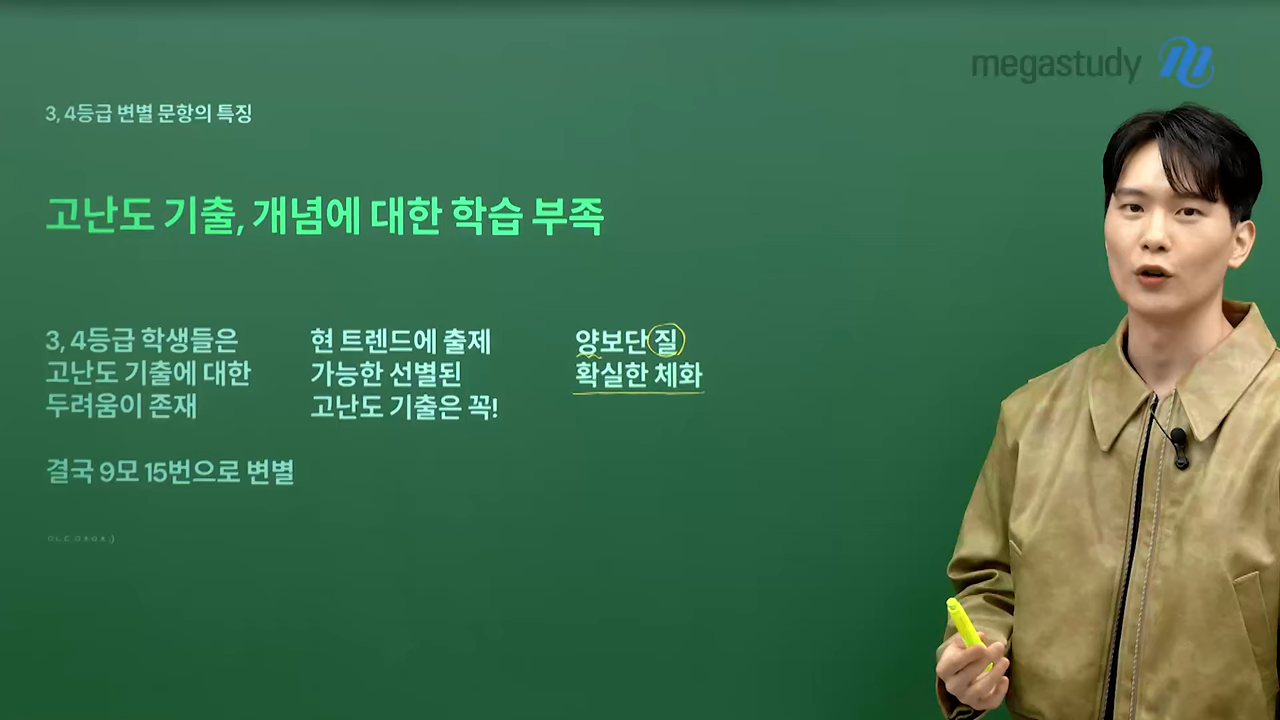 megastudy
3, 4등급 변별 문항의 특징
고난도 기출, 개념에 대한 학습 부족
3, 4등급 학생들은
고난도 기출에 대한
두려움이 존재
현 트렌드에 출제
가능한 선별된
고난도 기출은 꼭!
양보단 질
확실한 체화
결국 9모 15번으로 변별